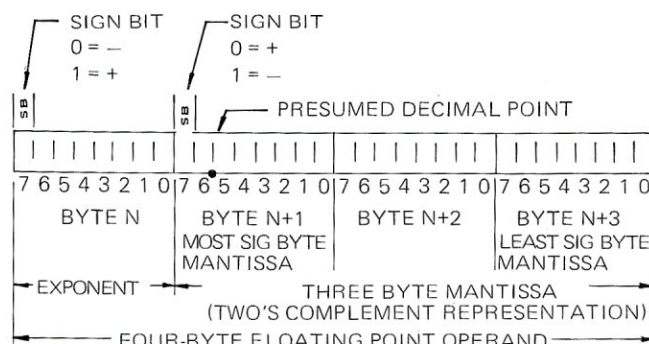 SIGN BIT
0 = −
1 = +
SIGN BIT
0 = +
1 = −
SB
SB
PRESUMED DECIMAL POINT
7 6 5 4 3 2 1 0 7 6 5 4 3 2 1 0 7 6 5 4 3 2 1 0 7 6 5 4 3 2 1 0
BYTE N
BYTE N+1
MOST SIG BYTE
MANTISSA
BYTE N+2
BYTE N+3
LEAST SIG BYTE
MANTISSA
EXPONENT
THREE BYTE MANTISSA
(TWO'S COMPLEMENT REPRESENTATION)
FOUR-BYTE FLOATING POINT OPERAND